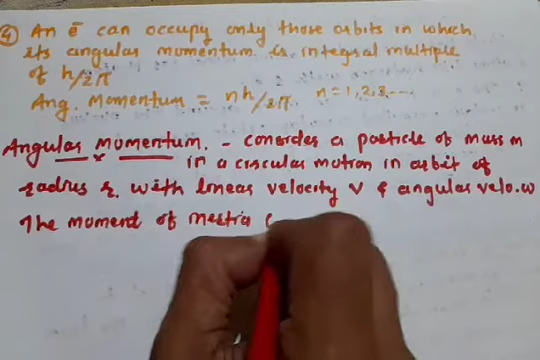 ④ An e⁻ can occupy only those orbits in which
its angular momentum is integral multiple
of h/2π
Ang. Momentum = nh/2π. n=1,2,3...
Angular Momentum. - Consider a particle of mass m
in a circular motion in orbit of
radius r. with linear velocity v & angular velo. ω
The moment of inertia (